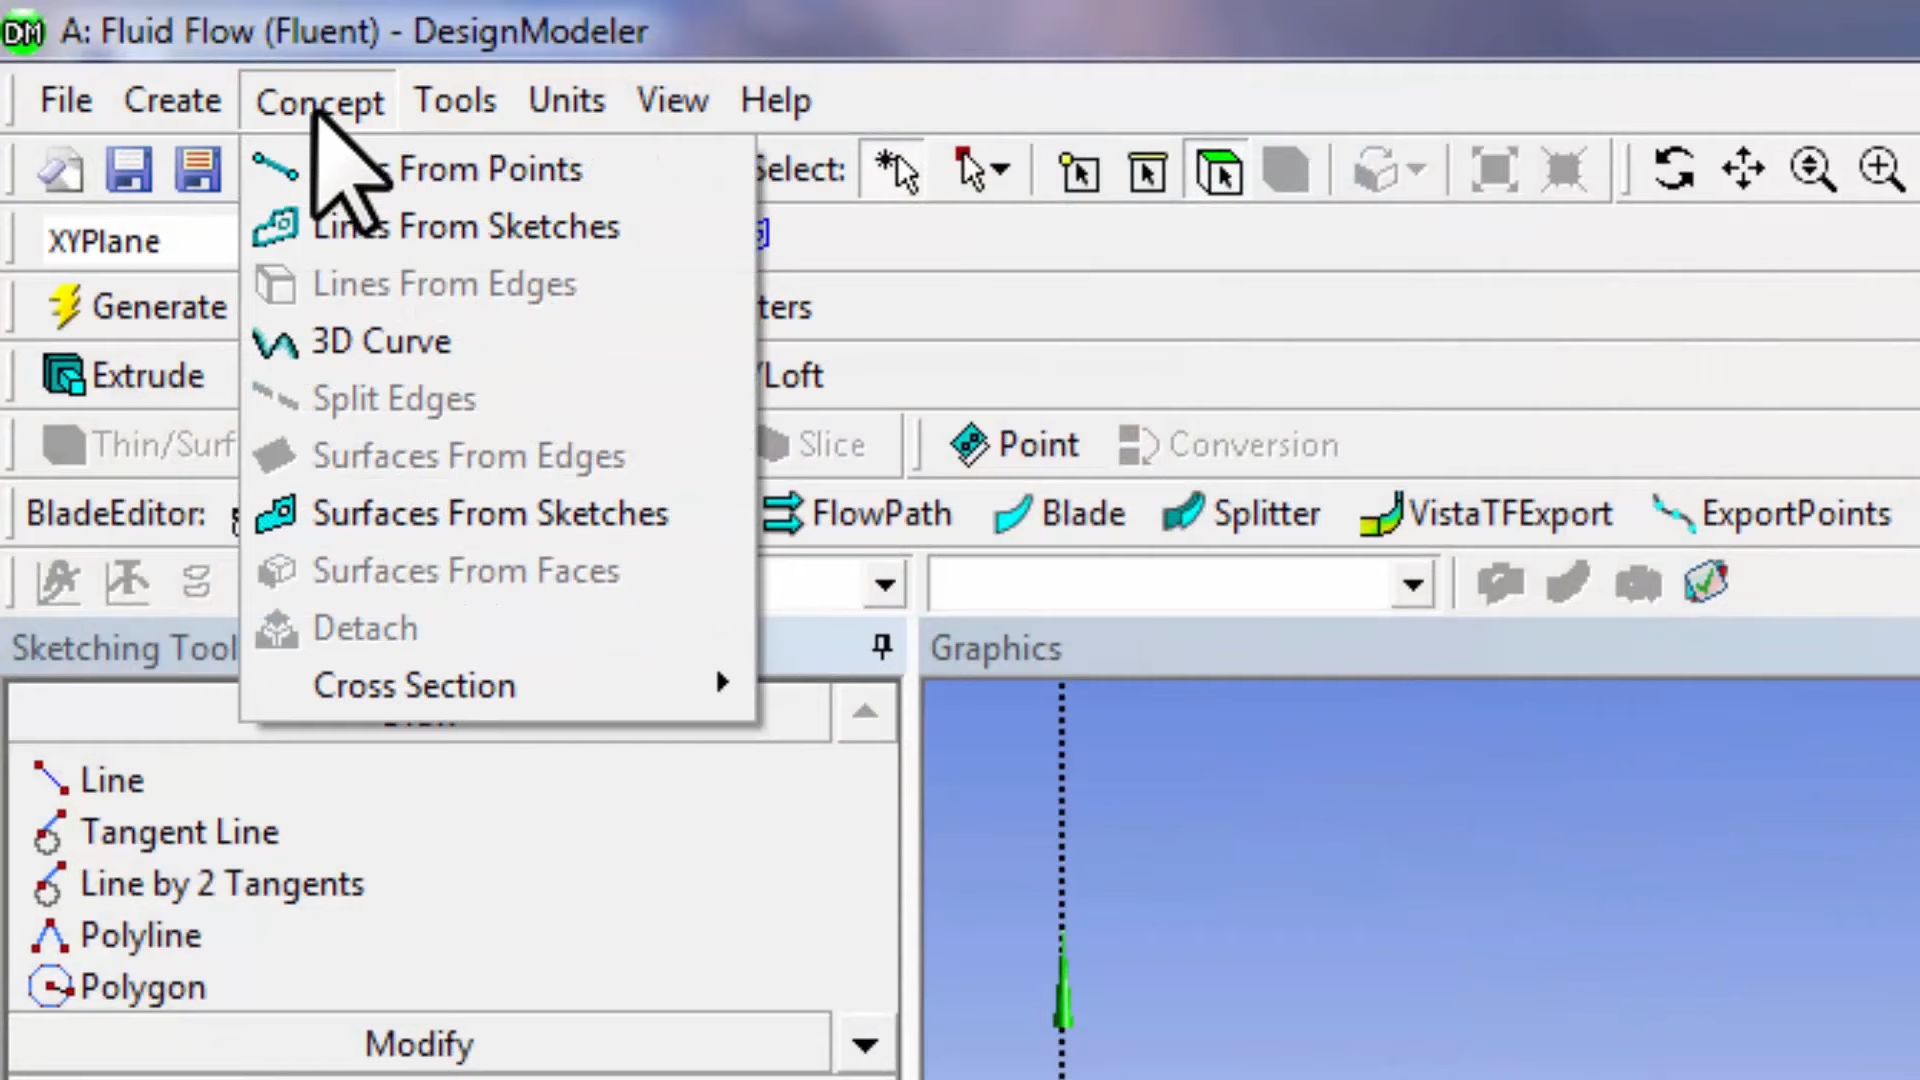 DM A: Fluid Flow (Fluent) - DesignModeler
File Create Concept Tools Units View Help
From Points
Select:
XYPlane
Lines From Sketches
Lines From Edges
Generate
3D Curve
Extrude
/Loft
Split Edges
Thin/Surf
Surfaces From Edges
Slice
Point
Conversion
BladeEditor:
Surfaces From Sketches
FlowPath
Blade
Splitter
VistaTFExport
ExportPoints
Surfaces From Faces
Detach
Sketching Tool
Graphics
Cross Section
Line
Tangent Line
Line by 2 Tangents
Polyline
Polygon
Modify